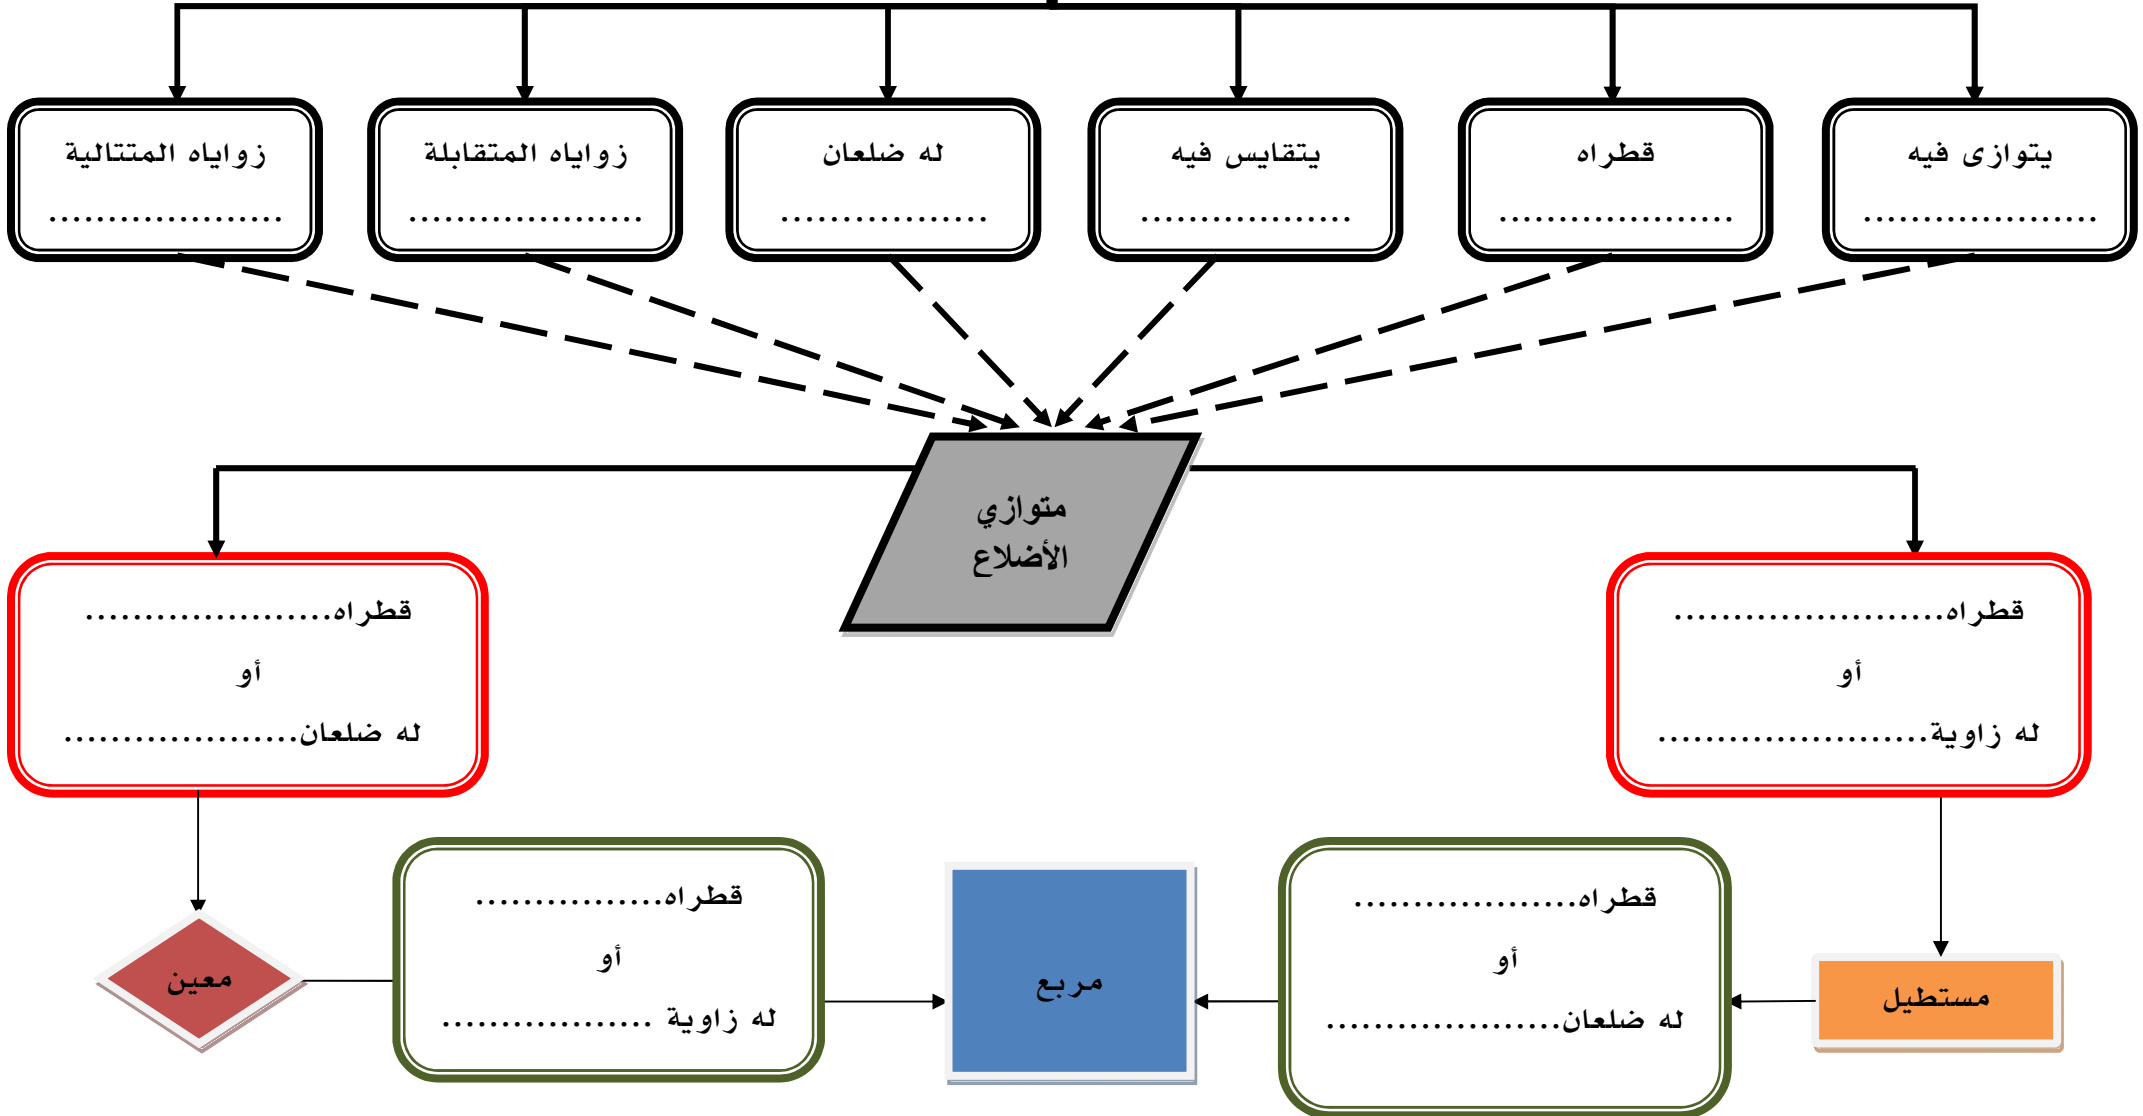 يتوازى فيه
....................
قطراه
....................
يتقايس فيه
..................
له ضلعان
..................
زواياه المتقابلة
....................
زواياه المتتالية
....................
متوازي
الأضلاع
قطراه.......................
أو
له زاوية.......................
قطراه.....................
أو
له ضلعان....................
قطراه...................
أو
له ضلعان....................
قطراه................
أو
له زاوية ..................
مستطيل
مربع
معين